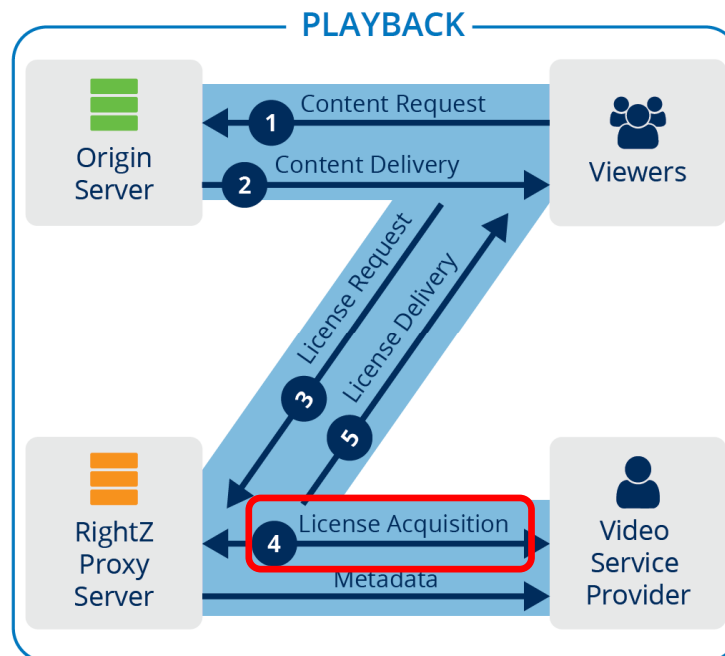 PLAYBACK
Origin
Server
1
Content Request
2
Content Delivery
Viewers
3
License Request
5
License Delivery
RightZ
Proxy
Server
4
License Acquisition
Metadata
Video
Service
Provider